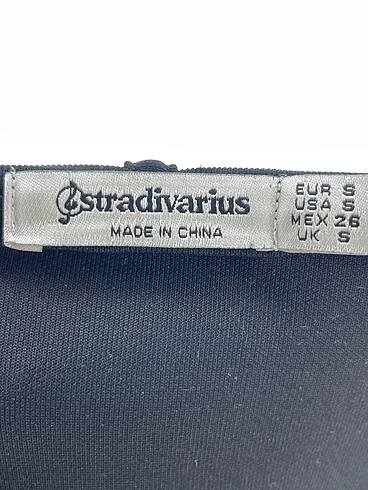 stradivarius
MADE IN CHINA
EUR S
USA S
MEX 26
UK S